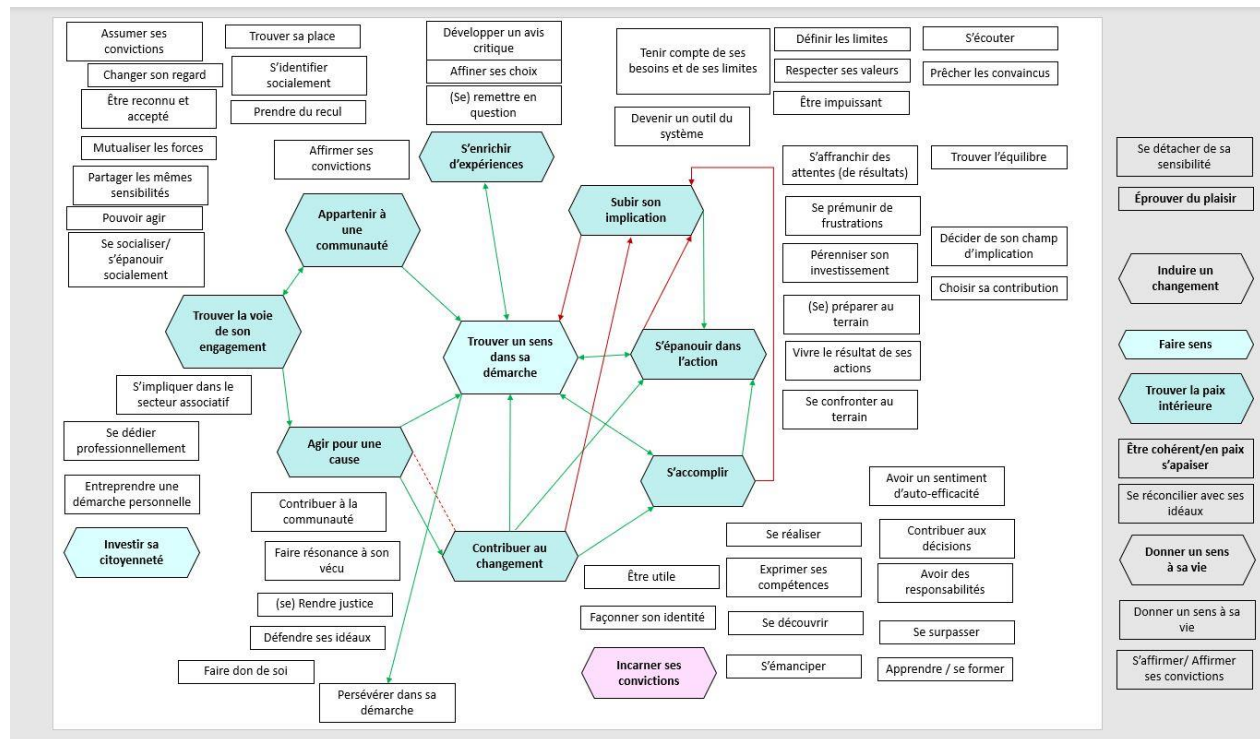 Assumer ses
convictions
Trouver sa place
Changer son regard
S'identifier
socialement
Être reconnu et
accepté
Prendre du recul
Mutualiser les forces
Affirmer ses
convictions
Partager les mêmes
sensibilités
Pouvoir agir
Se socialiser/
s'épanouir
socialement
Développer un avis
critique
Affiner ses choix
(Se) remettre en
question
S'enrichir
d'expériences
Tenir compte de ses
besoins et de ses limites
Devenir un outil du
système
Définir les limites
Respecter ses valeurs
Être impuissant
S'écouter
Prêcher les convaincus
Appartenir à
une
communauté
Subir son
implication
S'affranchir des
attentes (de résultats)
Trouver l'équilibre
Se prémunir de
frustrations
Pérenniser son
investissement
Décider de son champ
d'implication
Choisir sa contribution
(Se) préparer au
terrain
Vivre le résultat de ses
actions
Se confronter au
terrain
Trouver la voie
de son
engagement
Trouver un sens
dans sa
démarche
S'épanouir dans
l'action
S'impliquer dans le
secteur associatif
Se dédier
professionnellement
Entreprendre une
démarche personnelle
Investir sa
citoyenneté
Agir pour une
cause
S'accomplir
Contribuer à la
communauté
Faire résonance à son
vécu
(se) Rendre justice
Défendre ses idéaux
Faire don de soi
Persévérer dans sa
démarche
Contribuer au
changement
Être utile
Façonner son identité
Incarner ses
convictions
Se réaliser
Exprimer ses
compétences
Se découvrir
S'émanciper
Avoir un sentiment
d'auto-efficacité
Contribuer aux
décisions
Avoir des
responsabilités
Se surpasser
Apprendre / se former
Se détacher de sa
sensibilité
Éprouver du plaisir
Induire un
changement
Faire sens
Trouver la paix
intérieure
Être cohérent/en paix
s'apaiser
Se réconcilier avec ses
idéaux
Donner un sens
à sa vie
Donner un sens à sa
vie
S'affirmer/ Affirmer
ses convictions